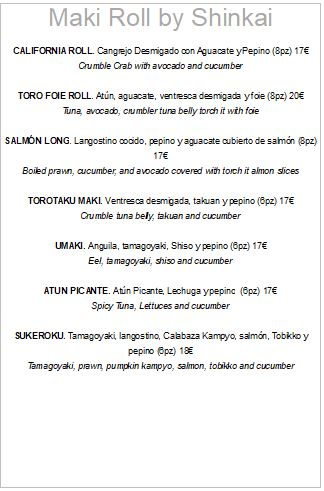 Maki Roll by Shinkai
CALIFORNIA ROLL. Cangrejo Desmigado con Aguacate y Pepino (8pz) 17€
Crumble Crab with avocado and cucumber
TORO FOIE ROLL. Atún, aguacate, ventresca desmigada y foie (8pz) 20€
Tuna, avocado, crumbler tuna belly torch it with foie
SALMÓN LONG. Langostino cocido, pepino y aguacate cubierto de salmón (8pz)
17€
Boiled prawn, cucumber, and avocado covered with torch it almon slices
TOROTAKU MAKI. Ventresca desmigada, takuan y pepino (6pz) 17€
Crumble tuna belly, takuan and cucumber
UMAKI. Anguila, tamagoyaki, Shiso y pepino (6pz) 17€
Eel, tamagoyaki, shiso and cucumber
ATUN PICANTE. Atún Picante, Lechuga y pepino (6pz) 17€
Spicy Tuna, Lettuces and cucumber
SUKEROKU. Tamagoyaki, langostino, Calabaza Kampyo, salmón, Tobikko y
pepino (6pz) 18€
Tamagoyaki, prawn, pumpkin kampyo, salmon, tobikko and cucumber